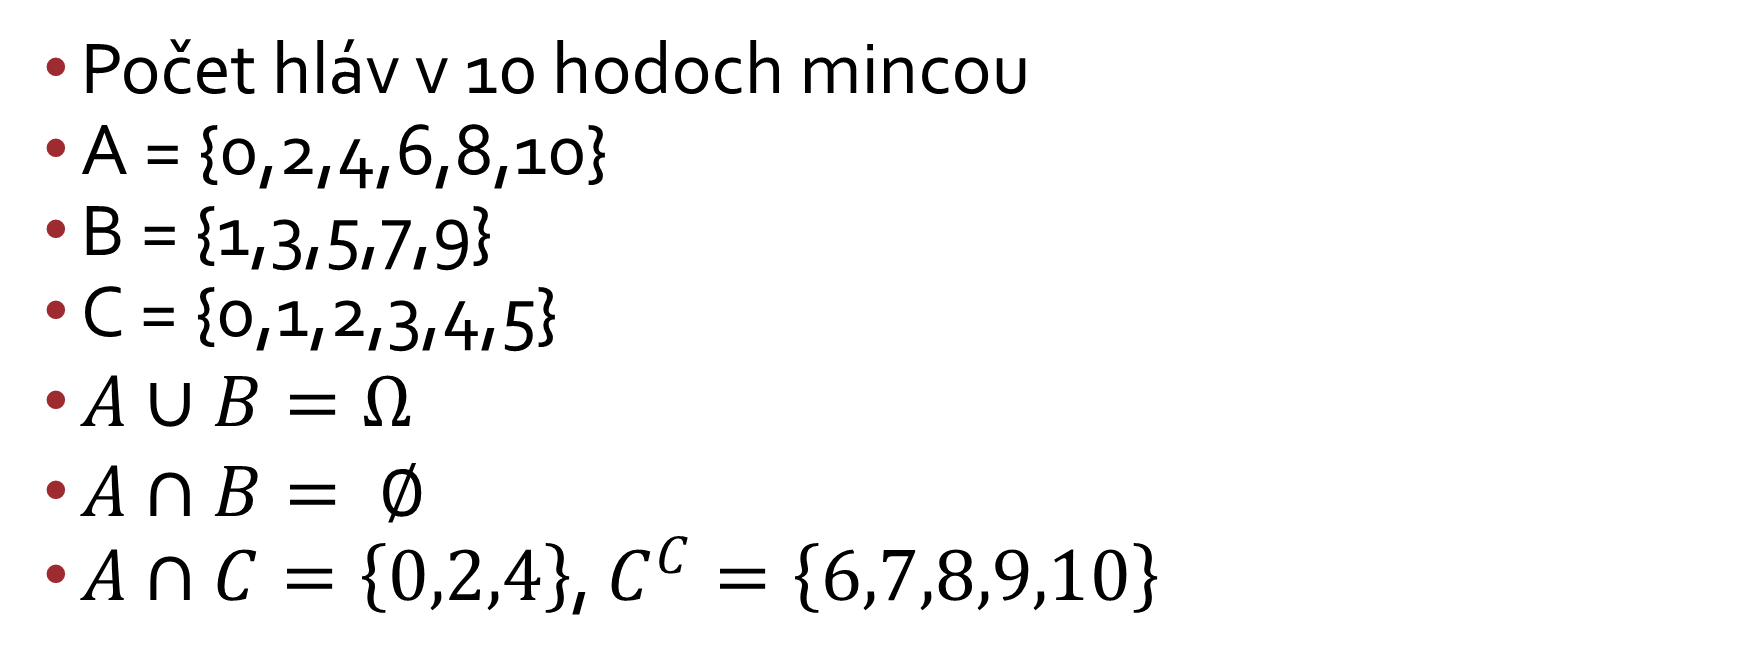 • Počet hláv v 10 hodoch mincou
• A = {0,2,4,6,8,10}
• B = {1,3,5,7,9}
• C = {0,1,2,3,4,5}
• A ∪ B = Ω
• A ∩ B = ∅
• A ∩ C = {0,2,4}, C^C = {6,7,8,9,10}